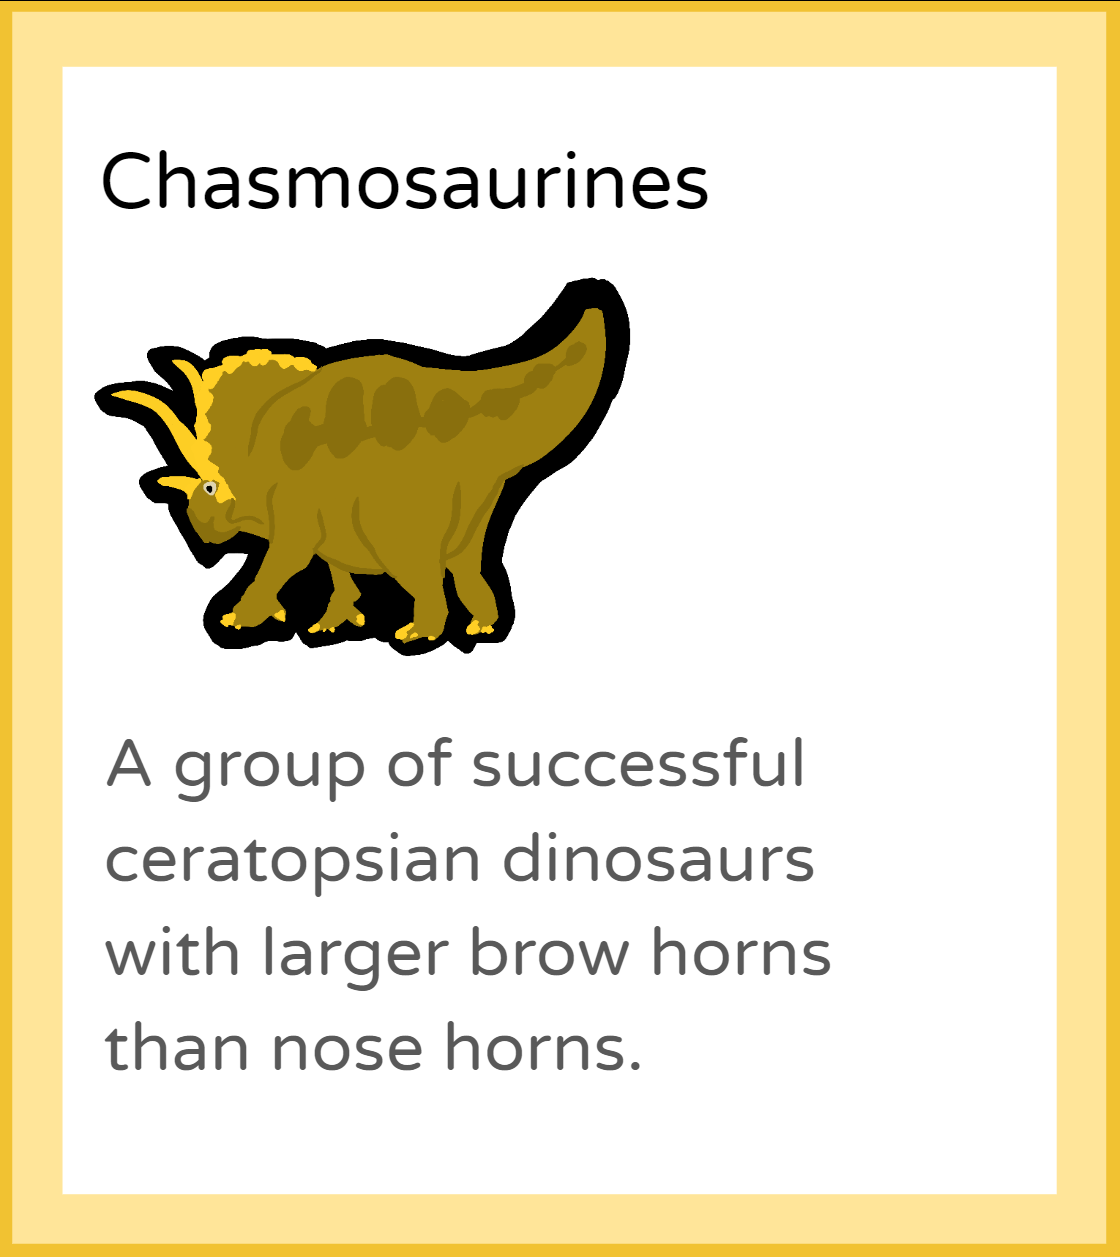 Chasmosaurines
A group of successful
ceratopsian dinosaurs
with larger brow horns
than nose horns.